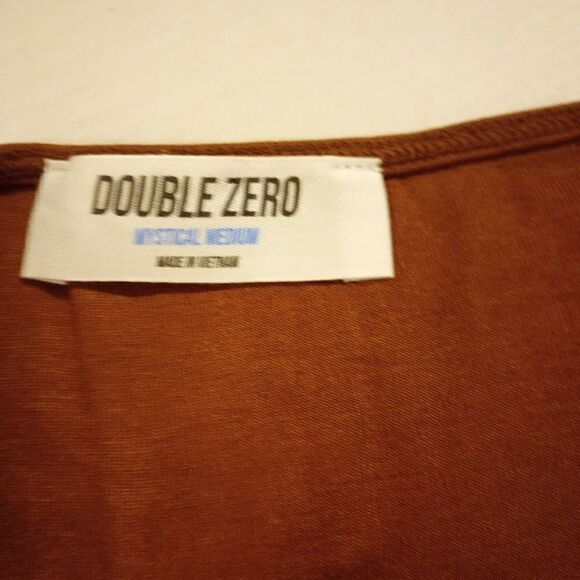 DOUBLE ZERO
MYSTICAL MEDIUM
MADE IN VIETNAM